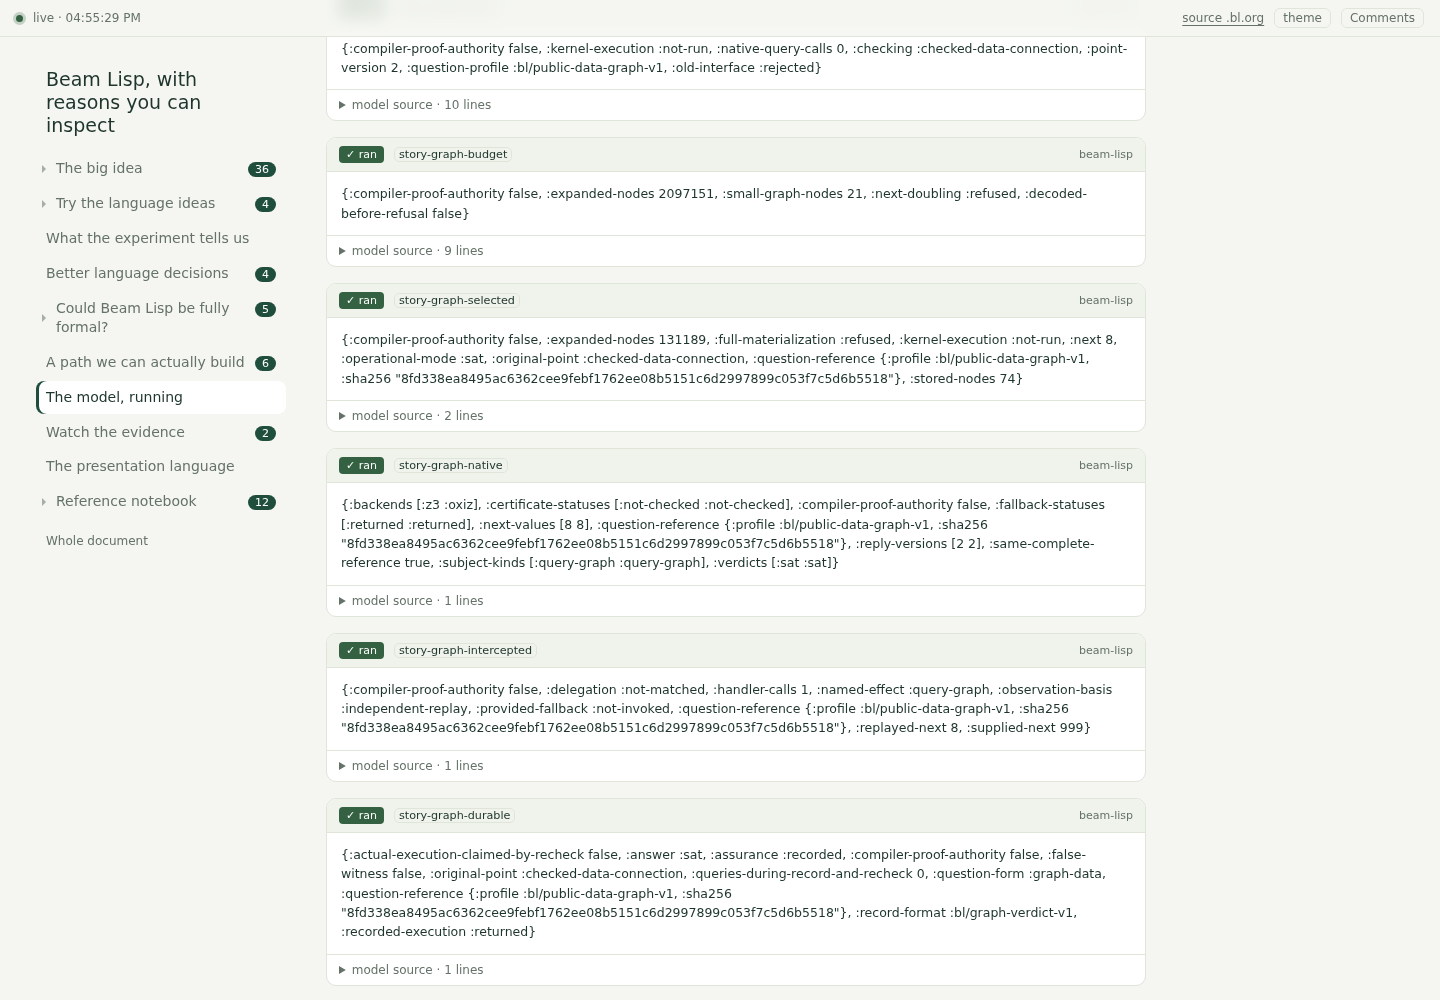 live · 04:55:29 PM
source .bl.org
theme
Comments
Beam Lisp, with
reasons you can
inspect
The big idea
36
Try the language ideas
4
What the experiment tells us
Better language decisions
4
Could Beam Lisp be fully
formal?
5
A path we can actually build
6
The model, running
Watch the evidence
2
The presentation language
Reference notebook
12
Whole document
{:compiler-proof-authority false, :kernel-execution :not-run, :native-query-calls 0, :checking :checked-data-connection, :point-
version 2, :question-profile :bl/public-data-graph-v1, :old-interface :rejected}
▶ model source · 10 lines
✓ ran
story-graph-budget
beam-lisp
{:compiler-proof-authority false, :expanded-nodes 2097151, :small-graph-nodes 21, :next-doubling :refused, :decoded-
before-refusal false}
▶ model source · 9 lines
✓ ran
story-graph-selected
beam-lisp
{:compiler-proof-authority false, :expanded-nodes 131189, :full-materialization :refused, :kernel-execution :not-run, :next 8,
:operational-mode :sat, :original-point :checked-data-connection, :question-reference {:profile :bl/public-data-graph-v1,
:sha256 "8fd338ea8495ac6362cee9febf1762ee08b5151c6d2997899c053f7c5d6b5518"}, :stored-nodes 74}
▶ model source · 2 lines
✓ ran
story-graph-native
beam-lisp
{:backends [:z3 :oxiz], :certificate-statuses [:not-checked :not-checked], :compiler-proof-authority false, :fallback-statuses
[:returned :returned], :next-values [8 8], :question-reference {:profile :bl/public-data-graph-v1, :sha256
"8fd338ea8495ac6362cee9febf1762ee08b5151c6d2997899c053f7c5d6b5518"}, :reply-versions [2 2], :same-complete-
reference true, :subject-kinds [:query-graph :query-graph], :verdicts [:sat :sat]}
▶ model source · 1 lines
✓ ran
story-graph-intercepted
beam-lisp
{:compiler-proof-authority false, :delegation :not-matched, :handler-calls 1, :named-effect :query-graph, :observation-basis
:independent-replay, :provided-fallback :not-invoked, :question-reference {:profile :bl/public-data-graph-v1, :sha256
"8fd338ea8495ac6362cee9febf1762ee08b5151c6d2997899c053f7c5d6b5518"}, :replayed-next 8, :supplied-next 999}
▶ model source · 1 lines
✓ ran
story-graph-durable
beam-lisp
{:actual-execution-claimed-by-recheck false, :answer :sat, :assurance :recorded, :compiler-proof-authority false, :false-
witness false, :original-point :checked-data-connection, :queries-during-record-and-recheck 0, :question-form :graph-data,
:question-reference {:profile :bl/public-data-graph-v1, :sha256
"8fd338ea8495ac6362cee9febf1762ee08b5151c6d2997899c053f7c5d6b5518"}, :record-format :bl/graph-verdict-v1,
:recorded-execution :returned}
▶ model source · 1 lines